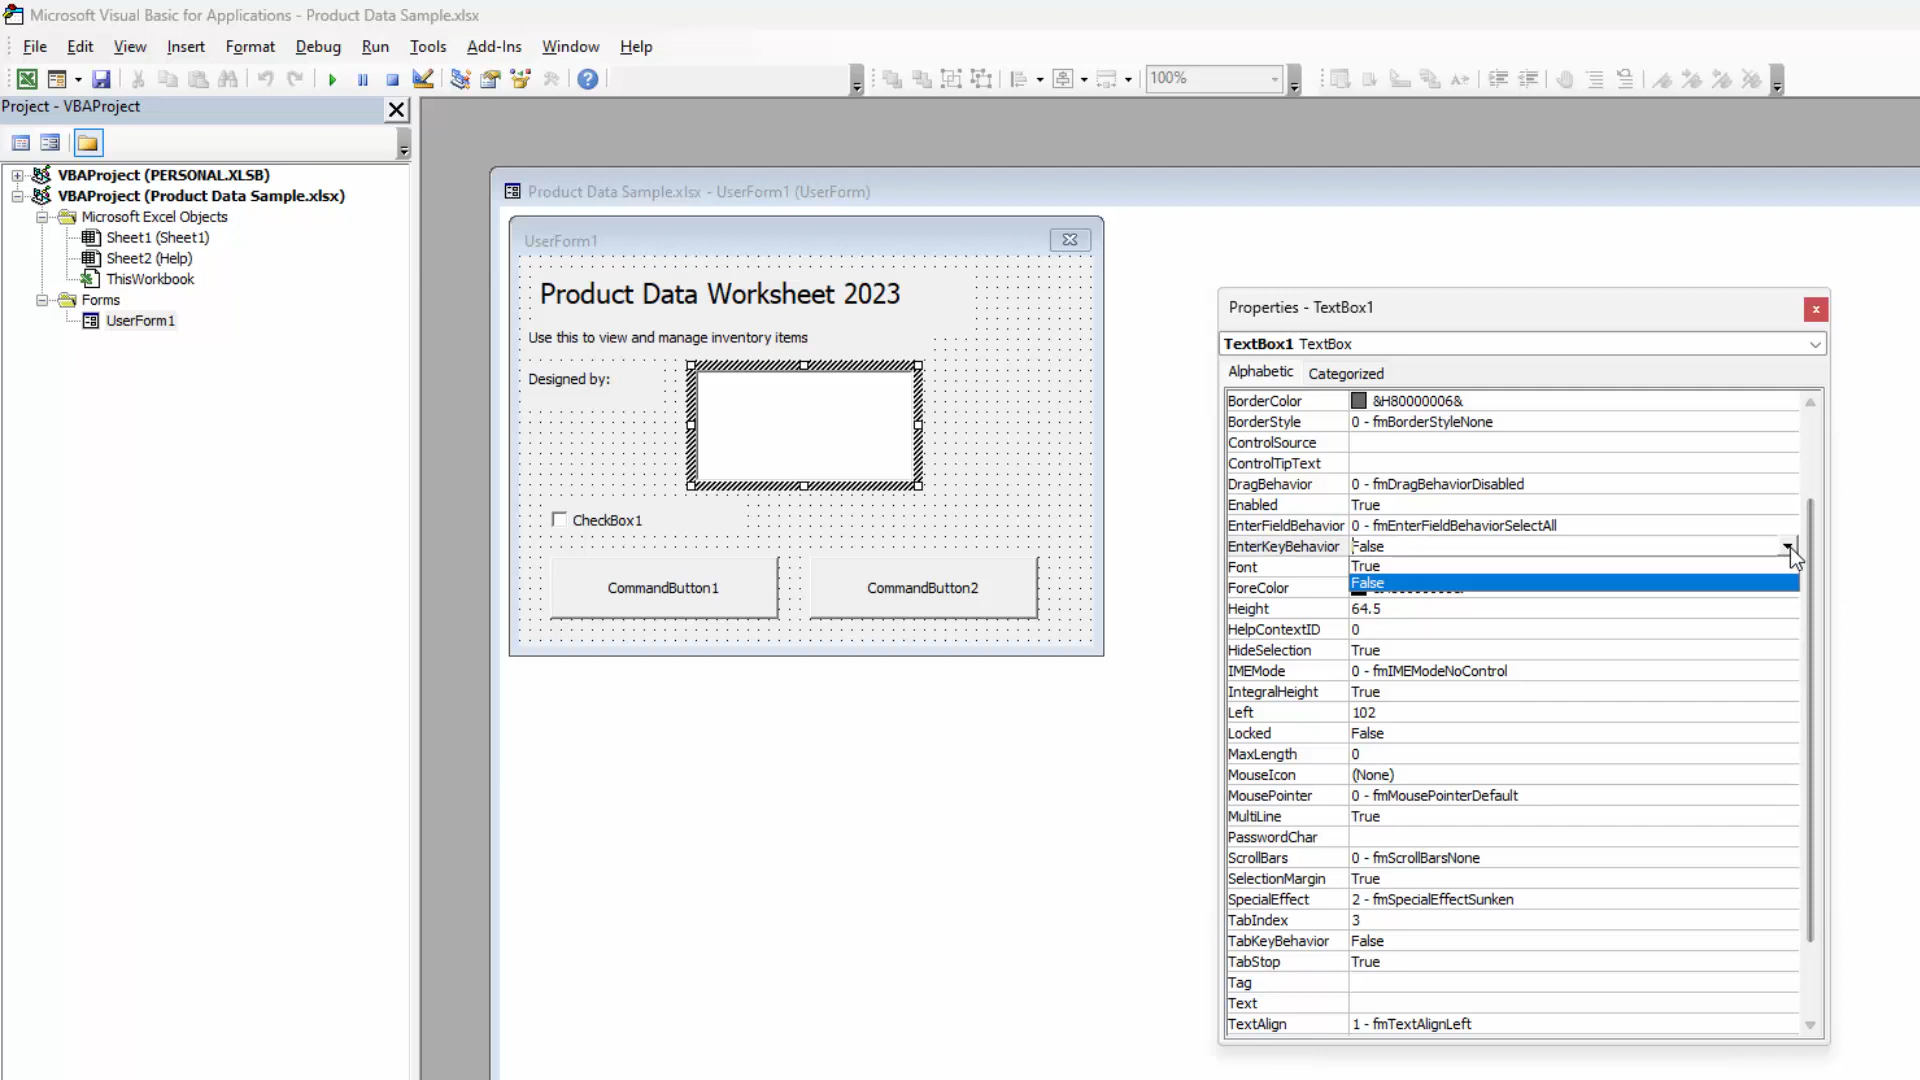 Microsoft Visual Basic for Applications - Product Data Sample.xlsx
File Edit View Insert Format Debug Run Tools Add-Ins Window Help
100%
Project - VBAProject
VBAProject (PERSONAL.XLSB)
VBAProject (Product Data Sample.xlsx)
Microsoft Excel Objects
Sheet1 (Sheet1)
Sheet2 (Help)
ThisWorkbook
Forms
UserForm1
Product Data Sample.xlsx - UserForm1 (UserForm)
UserForm1
Product Data Worksheet 2023
Use this to view and manage inventory items
Designed by:
CheckBox1
CommandButton1 CommandButton2
Properties - TextBox1
TextBox1 TextBox
Alphabetic Categorized
BorderColor &H80000006&
BorderStyle 0 - fmBorderStyleNone
ControlSource
ControlTipText
DragBehavior 0 - fmDragBehaviorDisabled
Enabled True
EnterFieldBehavior 0 - fmEnterFieldBehaviorSelectAll
EnterKeyBehavior False
Font True
False
ForeColor
Height 64.5
HelpContextID 0
HideSelection True
IMEMode 0 - fmIMEModeNoControl
IntegralHeight True
Left 102
Locked False
MaxLength 0
MouseIcon (None)
MousePointer 0 - fmMousePointerDefault
MultiLine True
PasswordChar
ScrollBars 0 - fmScrollBarsNone
SelectionMargin True
SpecialEffect 2 - fmSpecialEffectSunken
TabIndex 3
TabKeyBehavior False
TabStop True
Tag
Text
TextAlign 1 - fmTextAlignLeft